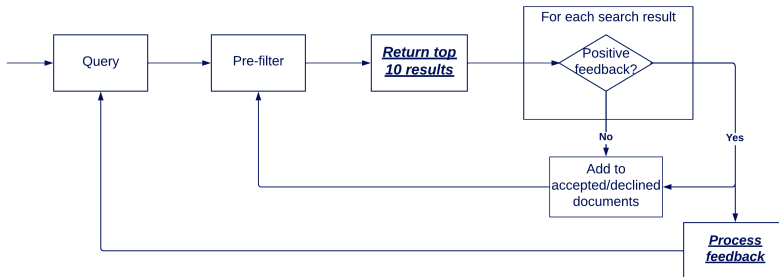 For each search result
Query
Pre-filter
Return top
10 results
Positive
feedback?
No
Yes
Add to
accepted/declined
documents
Process
feedback